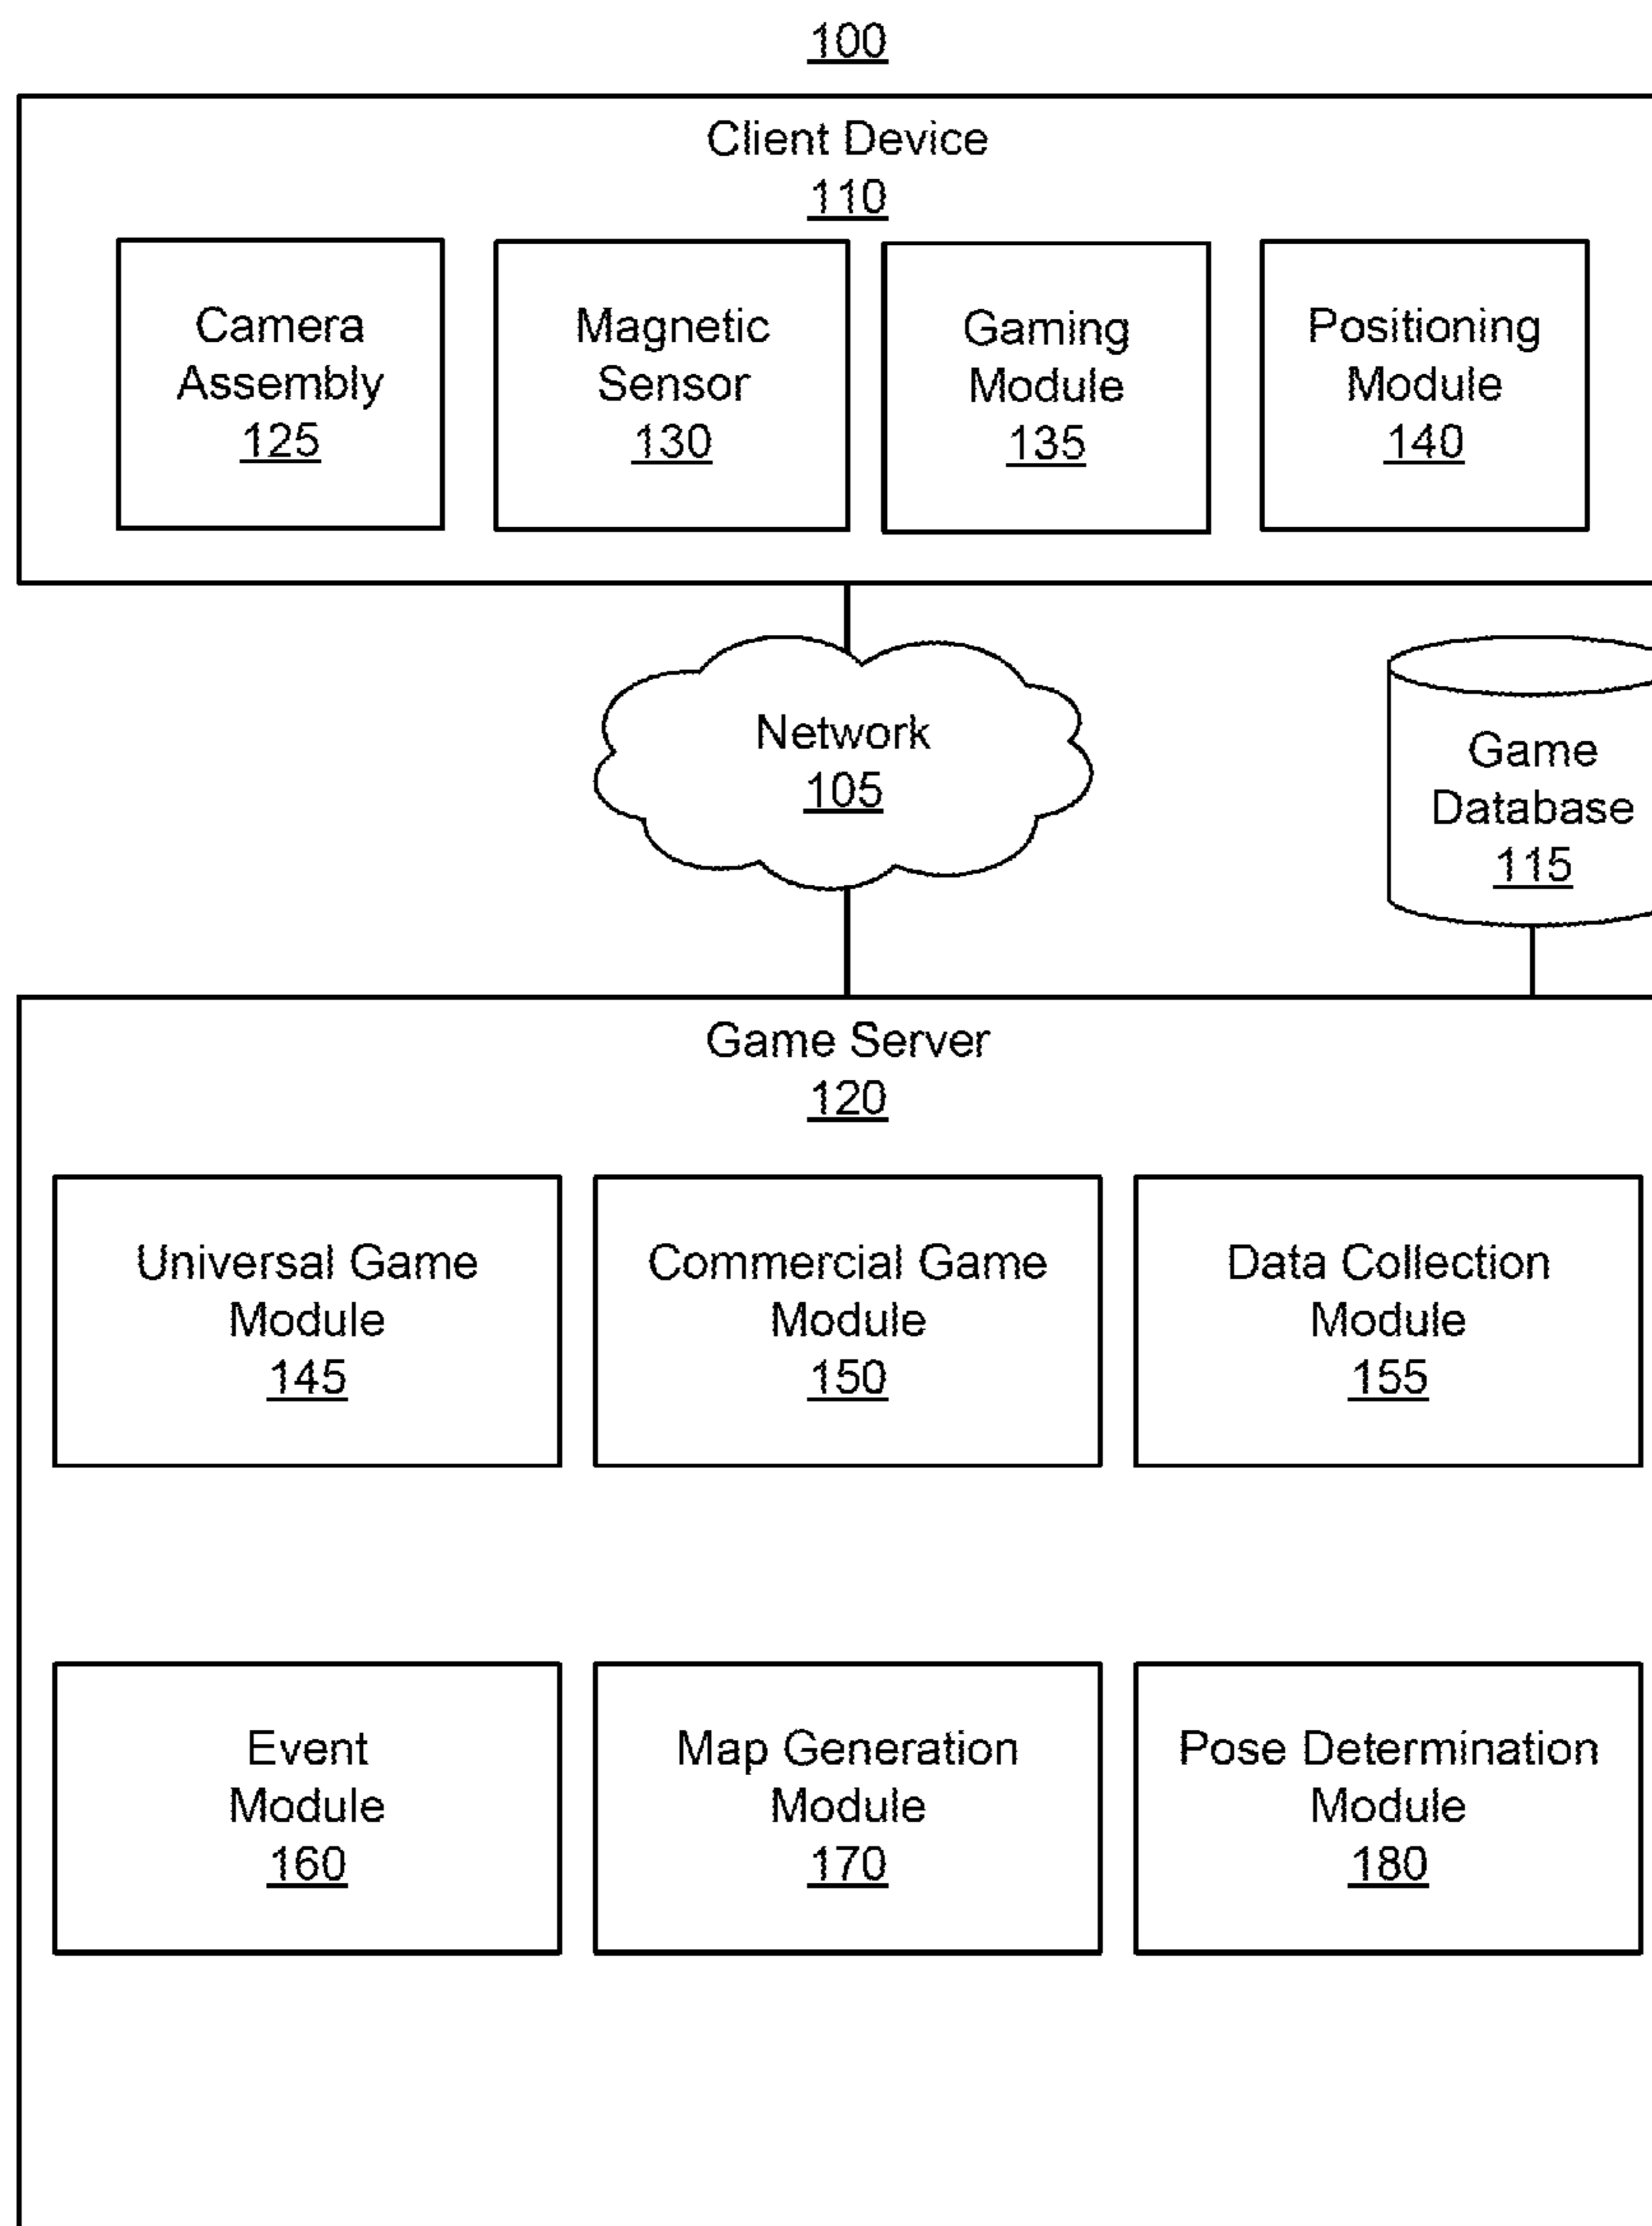 100
Client Device
110
Camera
Assembly
125
Magnetic
Sensor
130
Gaming
Module
135
Positioning
Module
140
Network
105
Game
Database
115
Game Server
120
Universal Game
Module
145
Commercial Game
Module
150
Data Collection
Module
155
Event
Module
160
Map Generation
Module
170
Pose Determination
Module
180